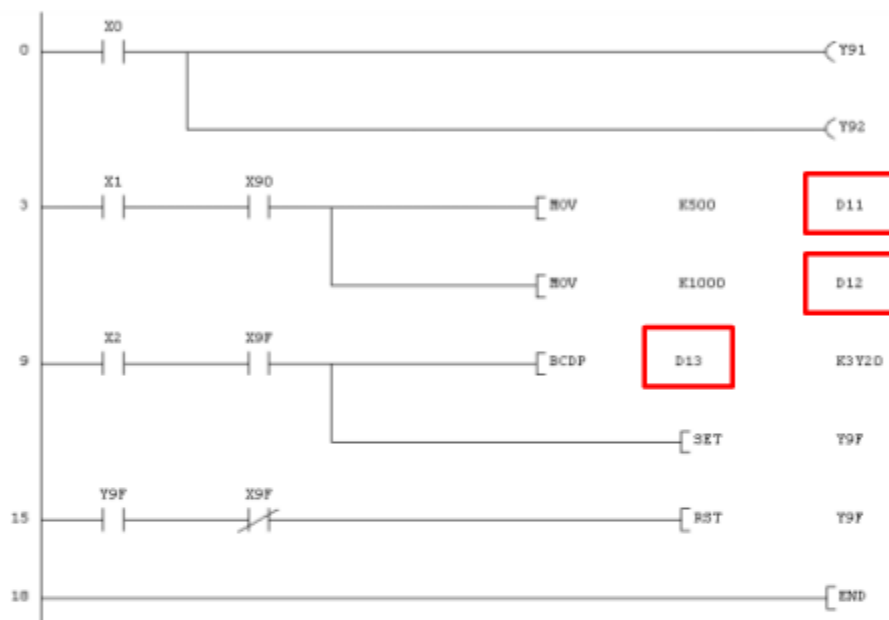 X0
0 Y91
Y92
X1 X90
3 MOV K500 D11
MOV K1000 D12
X2 X9F
9 BCDP D13 K3Y20
SET Y9F
Y9F X9F
15 RST Y9F
18 END